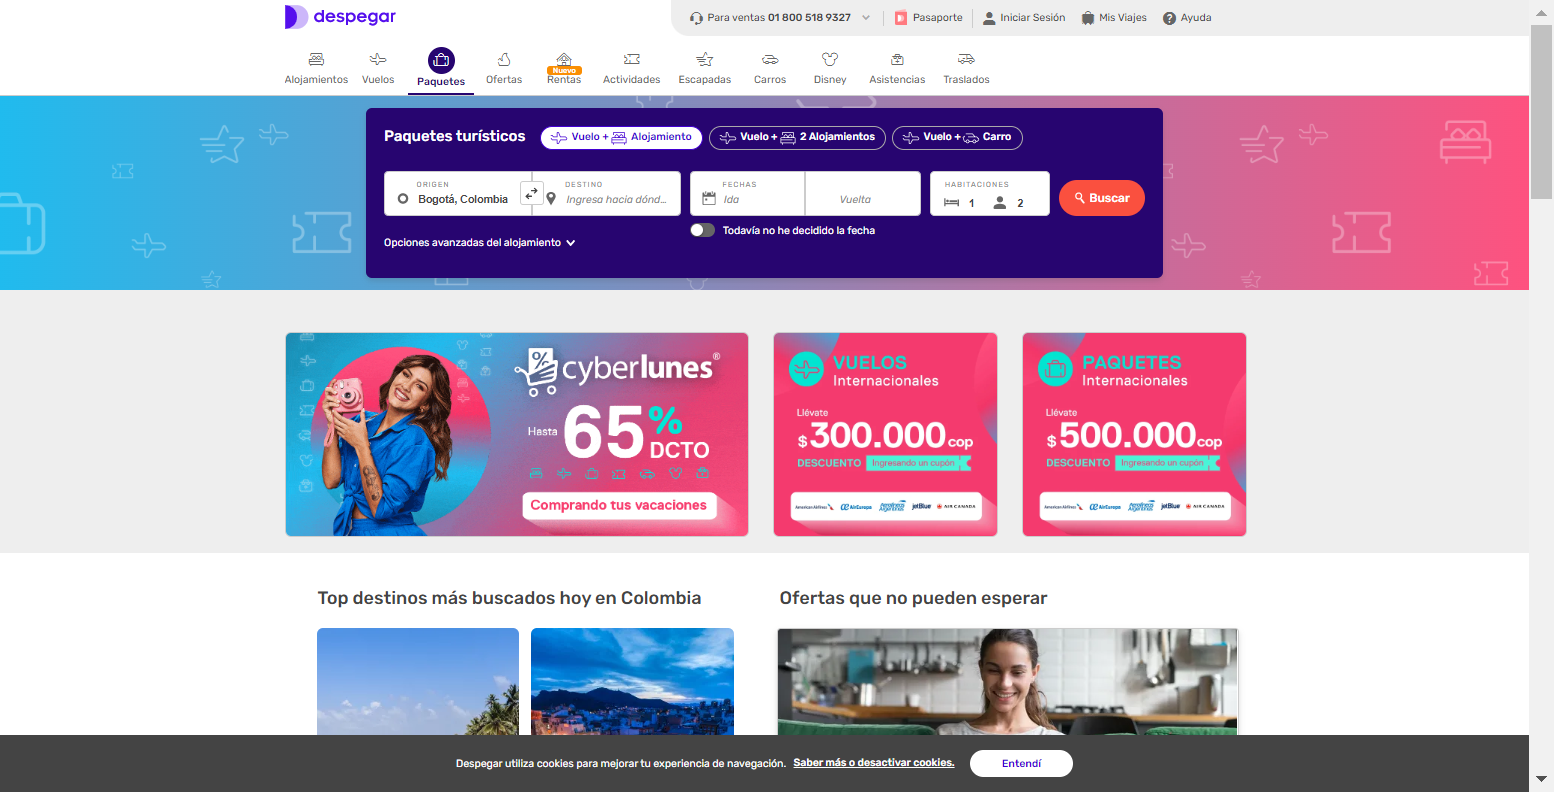 despegar
Para ventas 01 800 518 9327
Pasaporte
Iniciar Sesión
Mis Viajes
Ayuda
Alojamientos
Vuelos
Paquetes
Ofertas
Nuevo
Rentas
Actividades
Escapadas
Carros
Disney
Asistencias
Traslados
Paquetes turísticos
Vuelo + Alojamiento
Vuelo + 2 Alojamientos
Vuelo + Carro
ORIGEN
Bogotá, Colombia
DESTINO
Ingresa hacia dónd...
FECHAS
Ida
Vuelta
HABITACIONES
1
2
Buscar
Todavía no he decidido la fecha
Opciones avanzadas del alojamiento
cyberlunes®
Hasta 65% DCTO
Comprando tus vacaciones
VUELOS
Internacionales
Llévate
$300.000 cop
DESCUENTO Ingresando un cupón
American Airlines AirEuropa Aerolíneas Argentinas jetBlue AIR CANADA
PAQUETES
Internacionales
Llévate
$500.000 cop
DESCUENTO Ingresando un cupón
American Airlines AirEuropa Aerolíneas Argentinas jetBlue AIR CANADA
Top destinos más buscados hoy en Colombia
Ofertas que no pueden esperar
Despegar utiliza cookies para mejorar tu experiencia de navegación. Saber más o desactivar cookies.
Entendí